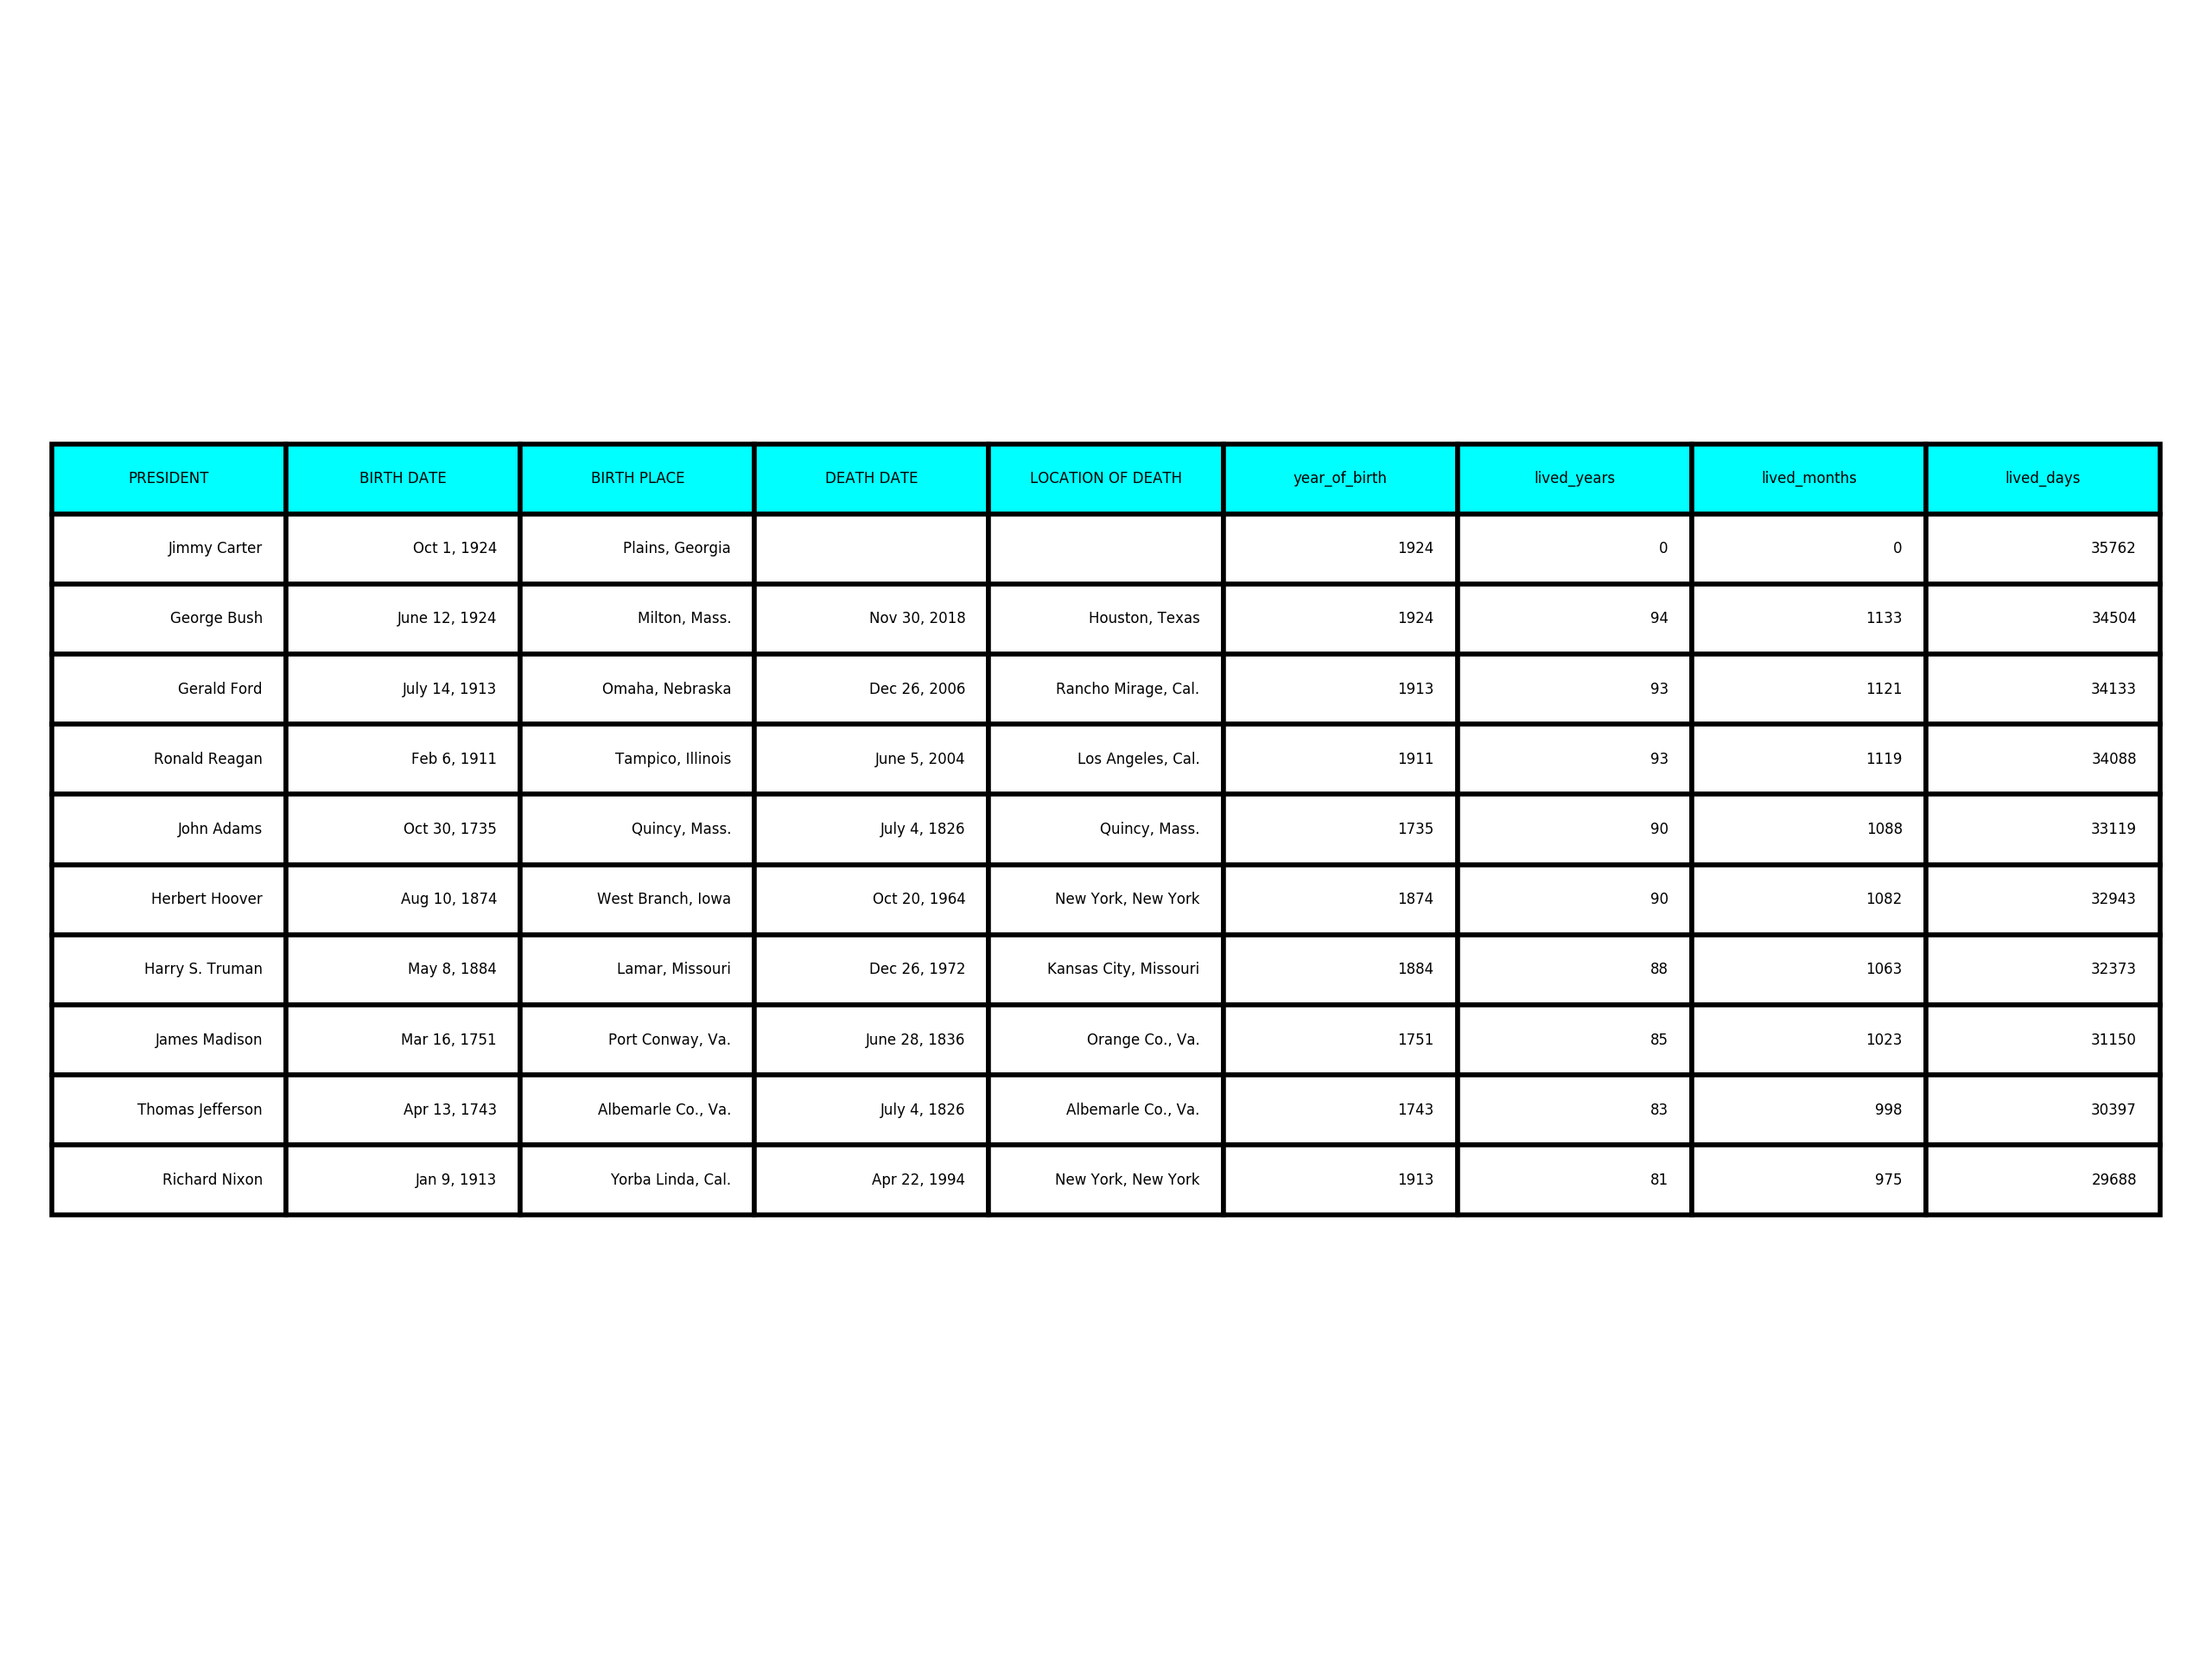 PRESIDENT BIRTH DATE BIRTH PLACE DEATH DATE LOCATION OF DEATH year_of_birth lived_years lived_months lived_days
Jimmy Carter Oct 1, 1924 Plains, Georgia 1924 0 0 35762
George Bush June 12, 1924 Milton, Mass. Nov 30, 2018 Houston, Texas 1924 94 1133 34504
Gerald Ford July 14, 1913 Omaha, Nebraska Dec 26, 2006 Rancho Mirage, Cal. 1913 93 1121 34133
Ronald Reagan Feb 6, 1911 Tampico, Illinois June 5, 2004 Los Angeles, Cal. 1911 93 1119 34088
John Adams Oct 30, 1735 Quincy, Mass. July 4, 1826 Quincy, Mass. 1735 90 1088 33119
Herbert Hoover Aug 10, 1874 West Branch, Iowa Oct 20, 1964 New York, New York 1874 90 1082 32943
Harry S. Truman May 8, 1884 Lamar, Missouri Dec 26, 1972 Kansas City, Missouri 1884 88 1063 32373
James Madison Mar 16, 1751 Port Conway, Va. June 28, 1836 Orange Co., Va. 1751 85 1023 31150
Thomas Jefferson Apr 13, 1743 Albemarle Co., Va. July 4, 1826 Albemarle Co., Va. 1743 83 998 30397
Richard Nixon Jan 9, 1913 Yorba Linda, Cal. Apr 22, 1994 New York, New York 1913 81 975 29688